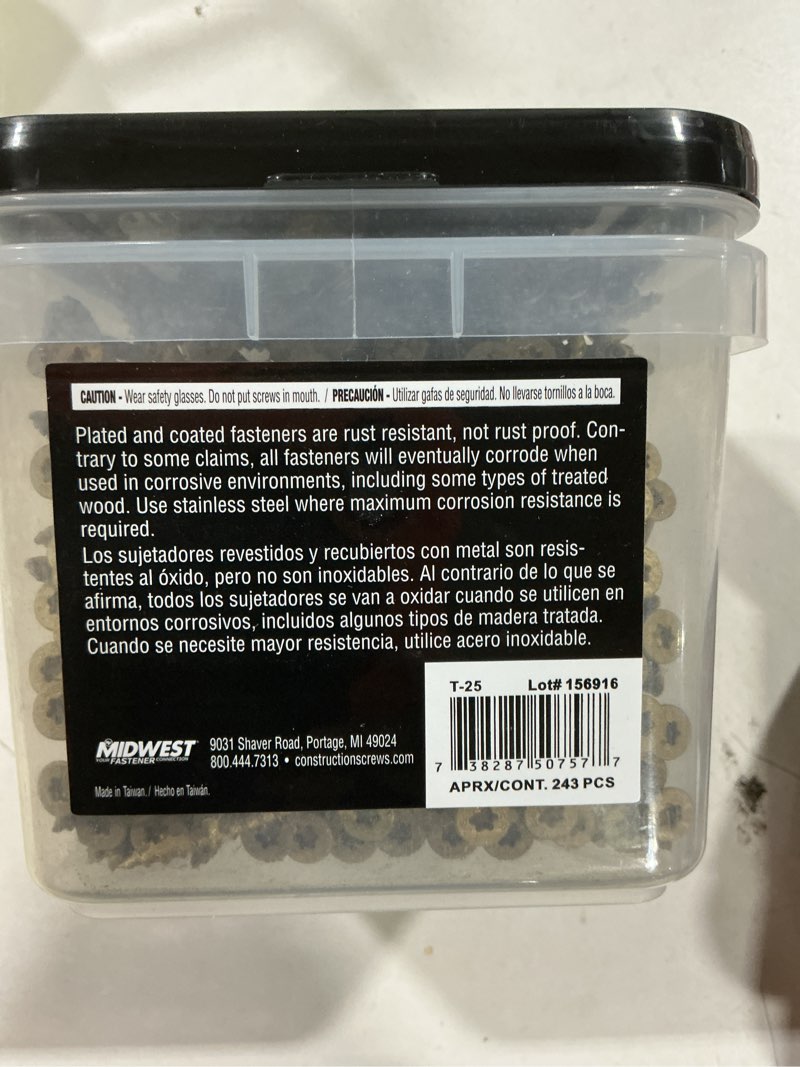 CAUTION - Wear safety glasses. Do not put screws in mouth. / PRECAUCIÓN - Utilizar gafas de seguridad. No llevarse tornillos a la boca.
Plated and coated fasteners are rust resistant, not rust proof. Con-
trary to some claims, all fasteners will eventually corrode when
used in corrosive environments, including some types of treated
wood. Use stainless steel where maximum corrosion resistance is
required.
Los sujetadores revestidos y recubiertos con metal son resis-
tentes al óxido, pero no son inoxidables. Al contrario de lo que se
afirma, todos los sujetadores se van a oxidar cuando se utilicen en
entornos corrosivos, incluidos algunos tipos de madera tratada.
Cuando se necesite mayor resistencia, utilice acero inoxidable.
T-25 Lot# 156916
7 38287 50757 7
APRX/CONT. 243 PCS
MIDWEST
YOUR FASTENER CONNECTION
9031 Shaver Road, Portage, MI 49024
800.444.7313 • constructionscrews.com
Made in Taiwan. / Hecho en Taiwán.